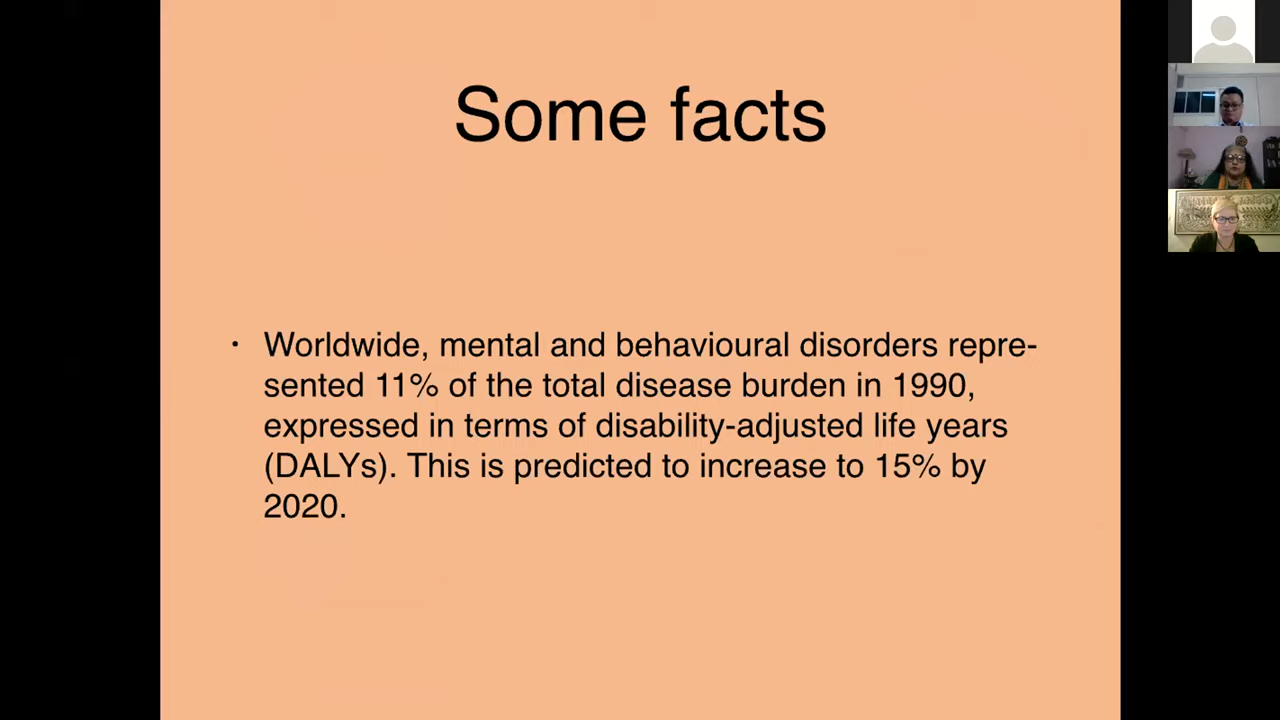 Some facts
• Worldwide, mental and behavioural disorders repre-
sented 11% of the total disease burden in 1990,
expressed in terms of disability-adjusted life years
(DALYs). This is predicted to increase to 15% by
2020.